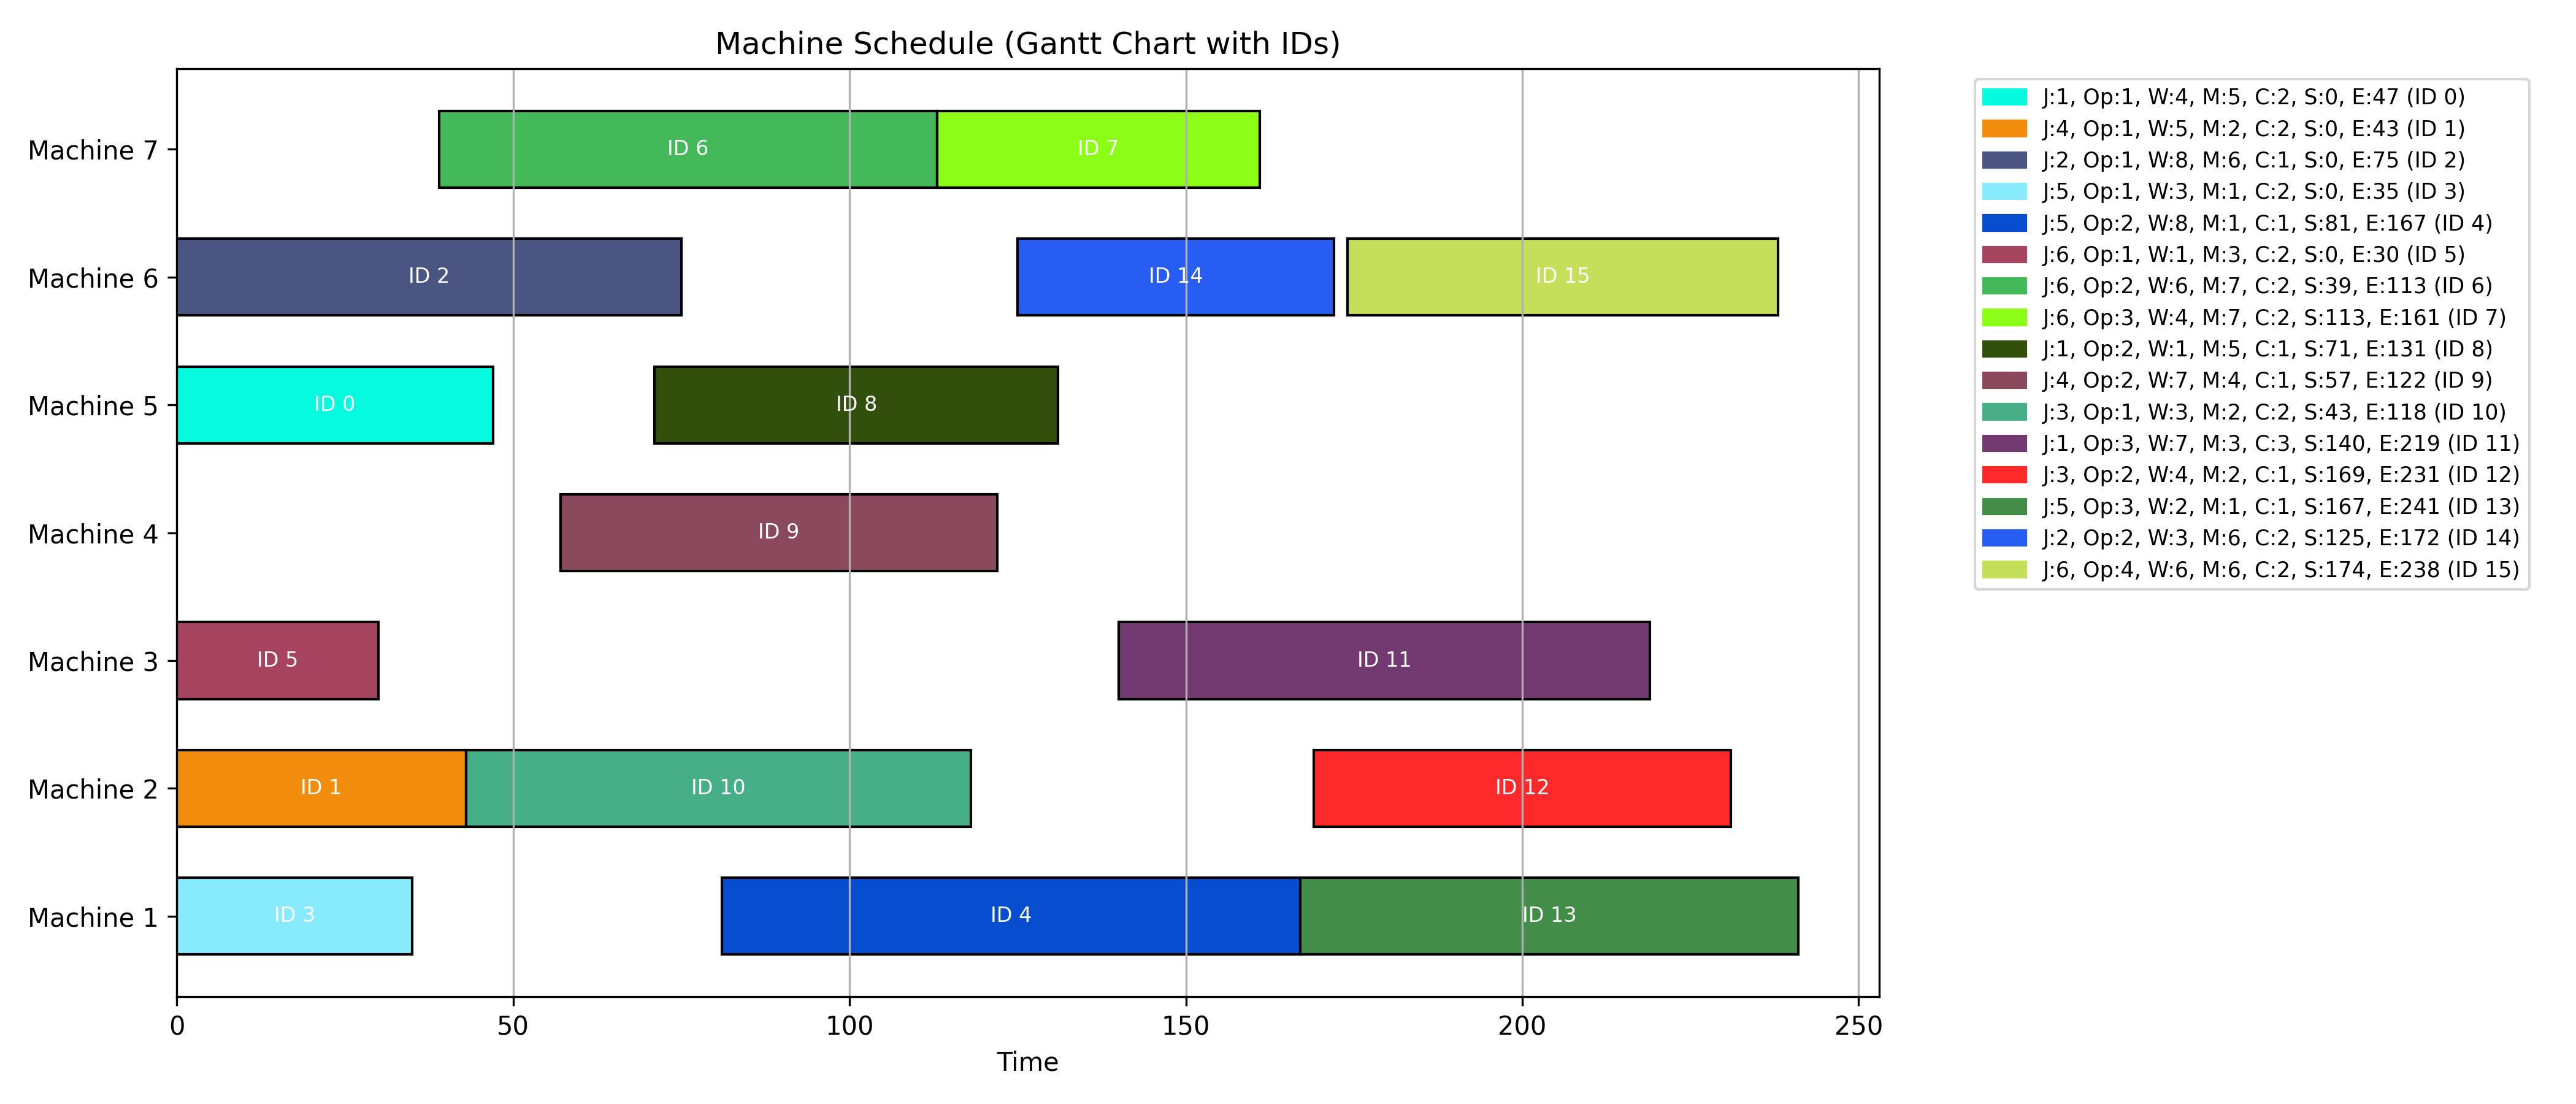 Machine Schedule (Gantt Chart with IDs)
Machine 7
ID 6
ID 7
Machine 6
ID 2
ID 14
ID 15
Machine 5
ID 0
ID 8
Machine 4
ID 9
Machine 3
ID 5
ID 11
Machine 2
ID 1
ID 10
ID 12
Machine 1
ID 3
ID 4
ID 13
0 50 100 150 200 250
Time
J:1, Op:1, W:4, M:5, C:2, S:0, E:47 (ID 0)
J:4, Op:1, W:5, M:2, C:2, S:0, E:43 (ID 1)
J:2, Op:1, W:8, M:6, C:1, S:0, E:75 (ID 2)
J:5, Op:1, W:3, M:1, C:2, S:0, E:35 (ID 3)
J:5, Op:2, W:8, M:1, C:1, S:81, E:167 (ID 4)
J:6, Op:1, W:1, M:3, C:2, S:0, E:30 (ID 5)
J:6, Op:2, W:6, M:7, C:2, S:39, E:113 (ID 6)
J:6, Op:3, W:4, M:7, C:2, S:113, E:161 (ID 7)
J:1, Op:2, W:1, M:5, C:1, S:71, E:131 (ID 8)
J:4, Op:2, W:7, M:4, C:1, S:57, E:122 (ID 9)
J:3, Op:1, W:3, M:2, C:2, S:43, E:118 (ID 10)
J:1, Op:3, W:7, M:3, C:3, S:140, E:219 (ID 11)
J:3, Op:2, W:4, M:2, C:1, S:169, E:231 (ID 12)
J:5, Op:3, W:2, M:1, C:1, S:167, E:241 (ID 13)
J:2, Op:2, W:3, M:6, C:2, S:125, E:172 (ID 14)
J:6, Op:4, W:6, M:6, C:2, S:174, E:238 (ID 15)